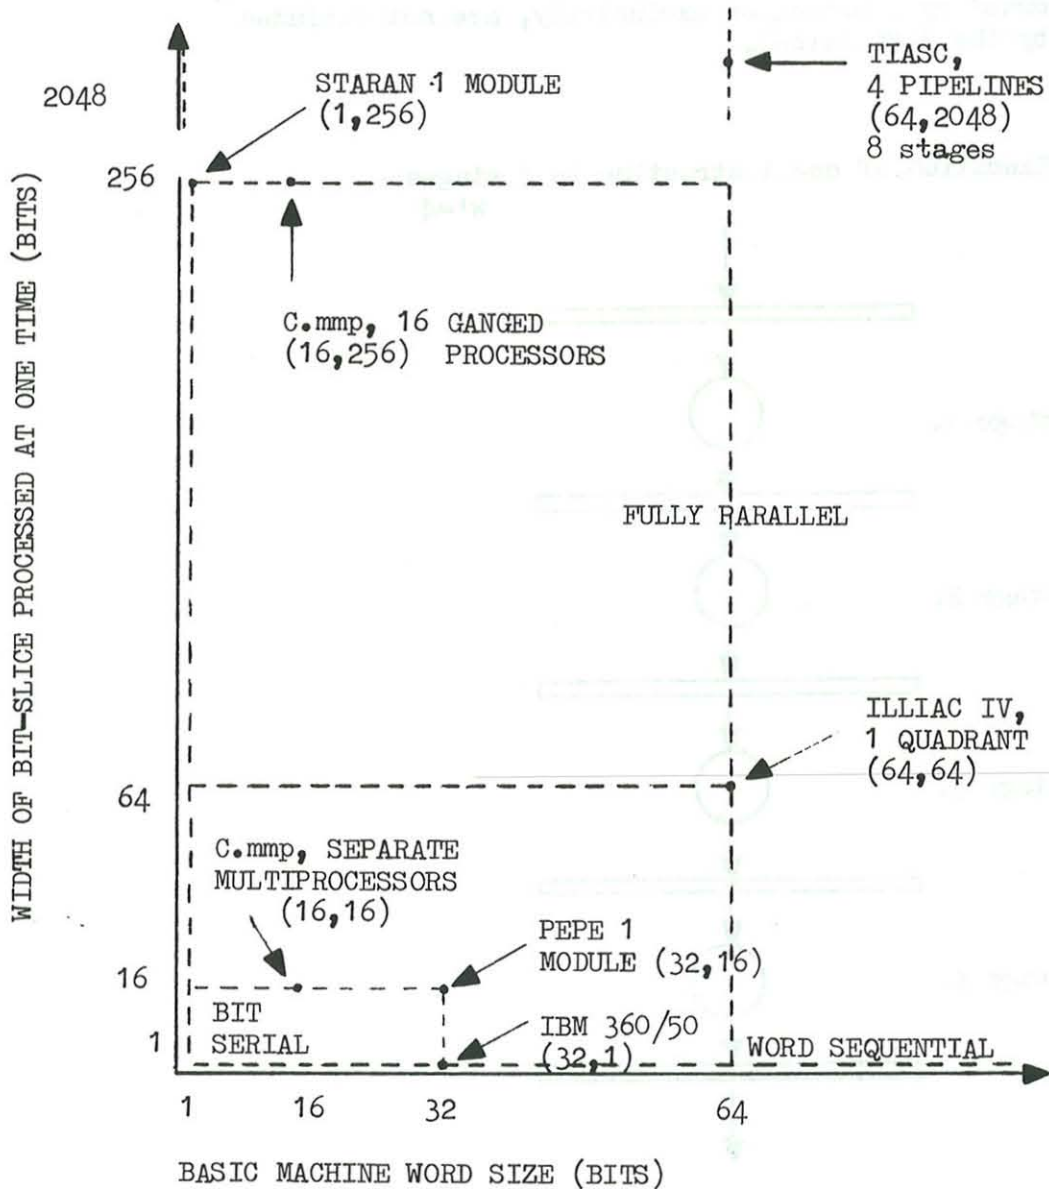 TIASC,
4 PIPELINES
(64,2048)
8 stages
STARAN 1 MODULE
(1,256)
2048
256
C.mmp, 16 GANGED
(16,256) PROCESSORS
WIDTH OF BIT-SLICE PROCESSED AT ONE TIME (BITS)
FULLY PARALLEL
ILLIAC IV,
1 QUADRANT
(64,64)
64
C.mmp, SEPARATE
MULTIPROCESSORS
(16,16)
PEPE 1
MODULE (32,16)
16
BIT
SERIAL
IBM 360/50
(32,1)
1
WORD SEQUENTIAL
1 16 32 64
BASIC MACHINE WORD SIZE (BITS)